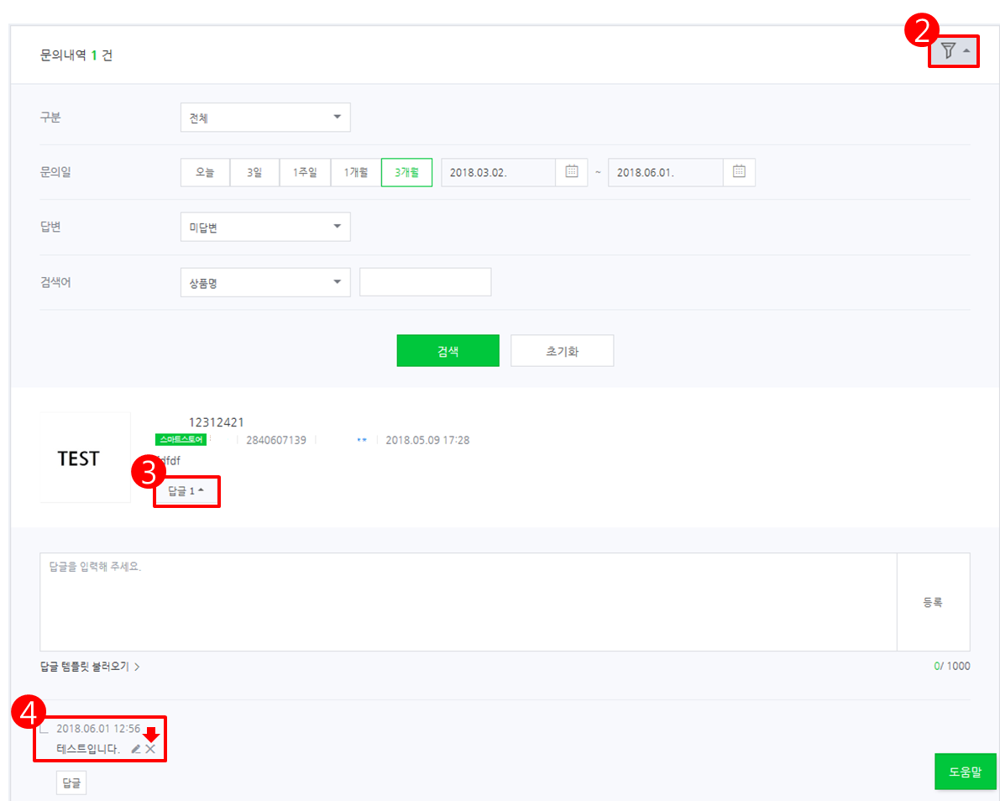 2
문의내역 1 건
구분 전체
문의일 오늘 3일 1주일 1개월 3개월 2018.03.02. ~ 2018.06.01.
답변 미답변
검색어 상품명
검색 초기화
TEST
12312421
스마트스토어 2840607139 2018.05.09 17:28
dfdf
3
답글 1
답글을 입력해 주세요.
등록
답글 템플릿 불러오기 > 0/ 1000
4
2018.06.01 12:56
테스트입니다.
답글
도움말